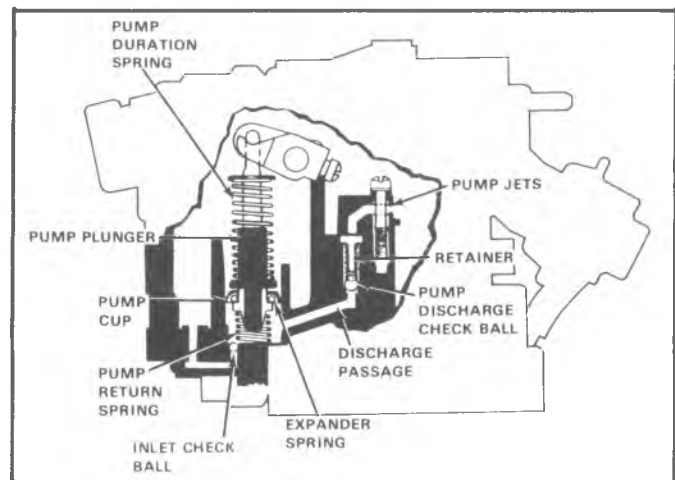 PUMP
DURATION
SPRING
PUMP JETS
PUMP PLUNGER
RETAINER
PUMP
CUP
PUMP
DISCHARGE
CHECK BALL
DISCHARGE
PASSAGE
PUMP
RETURN
SPRING
EXPANDER
SPRING
INLET CHECK
BALL